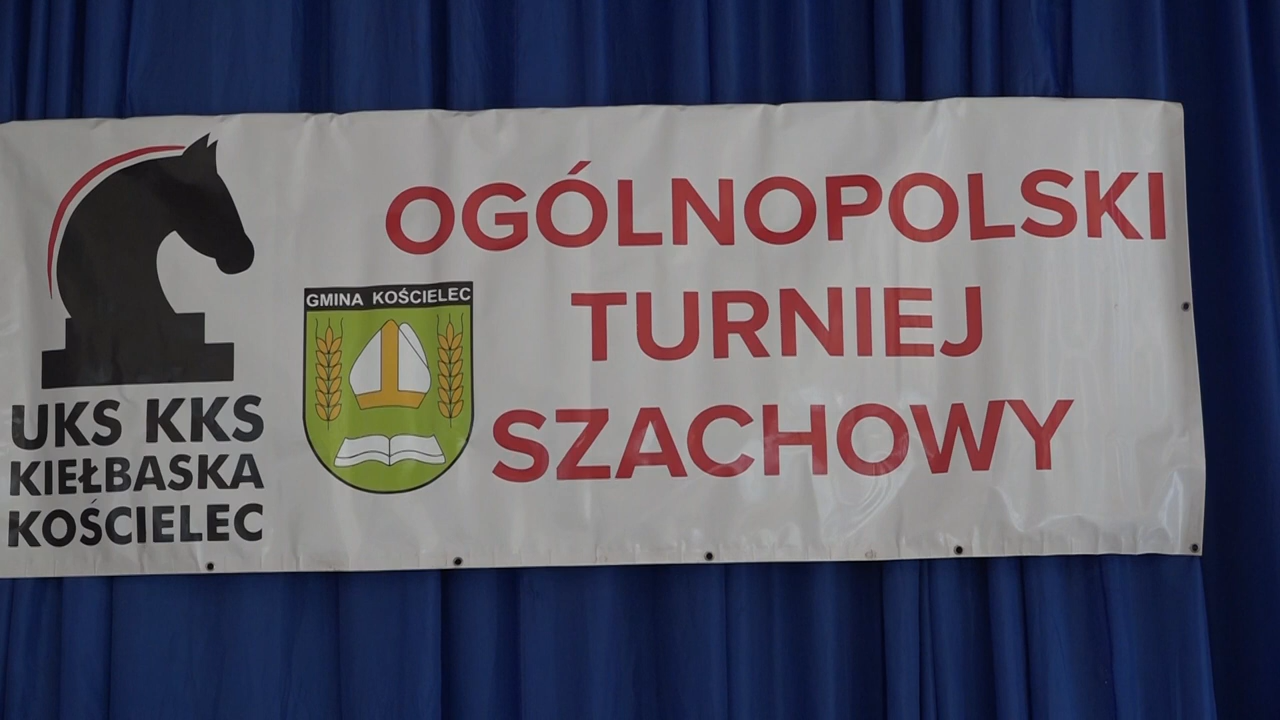 UKS KKS
KIEŁBASKA
KOŚCIELEC
GMINA KOŚCIELEC
OGÓLNOPOLSKI
TURNIEJ
SZACHOWY